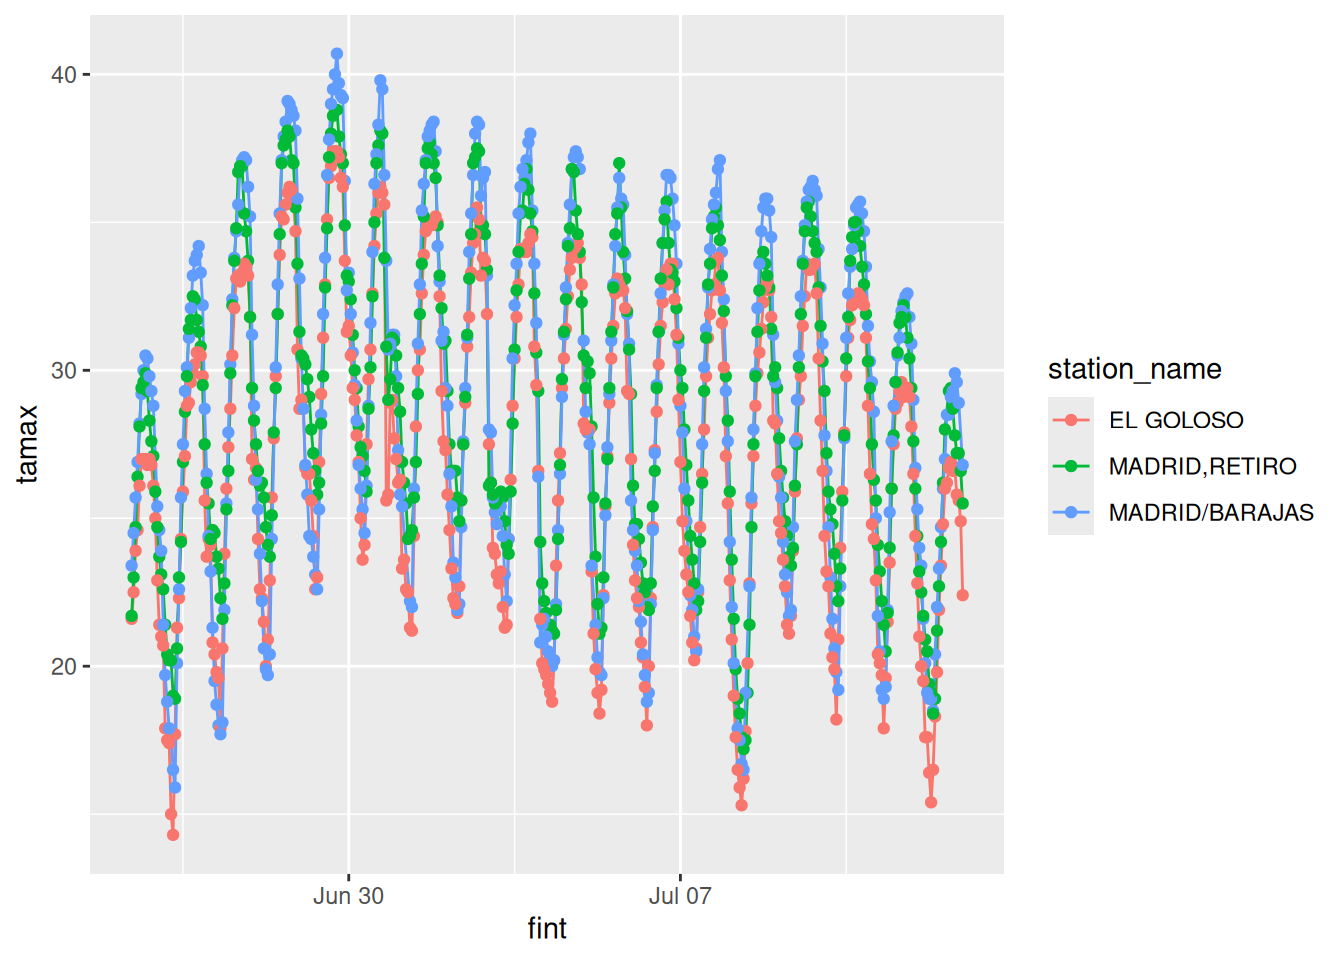 40
30
20
tamax
Jun 30
Jul 07
fint
station_name
EL GOLOSO
MADRID,RETIRO
MADRID/BARAJAS